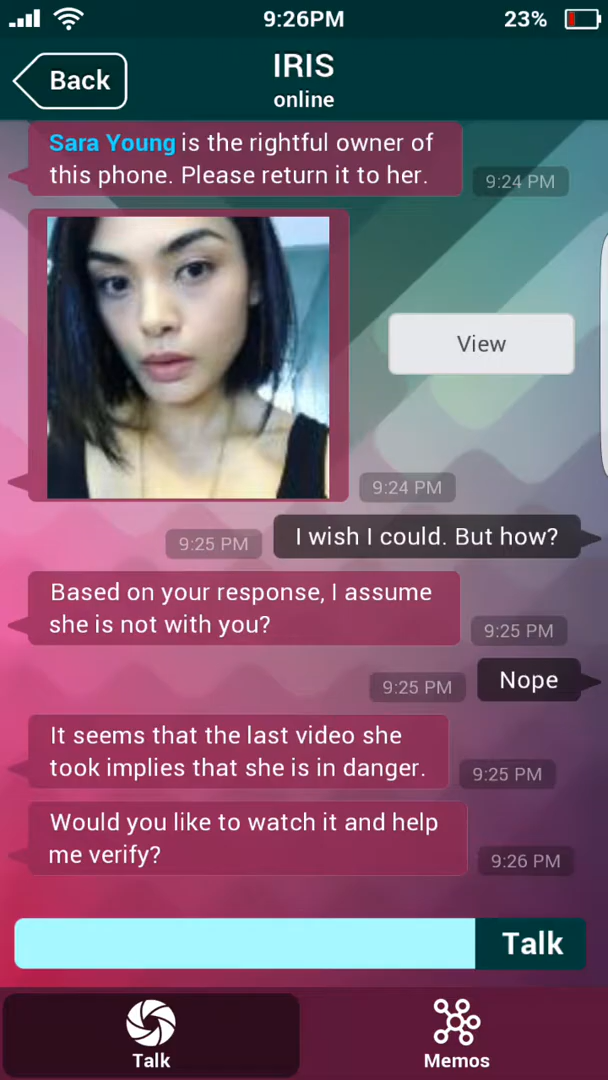 9:26PM
23%
Back
IRIS
online
Sara Young is the rightful owner of
this phone. Please return it to her.
9:24 PM
View
9:24 PM
I wish I could. But how?
9:25 PM
Based on your response, I assume
she is not with you?
9:25 PM
Nope
9:25 PM
It seems that the last video she
took implies that she is in danger.
9:25 PM
Would you like to watch it and help
me verify?
9:26 PM
Talk
Talk
Memos